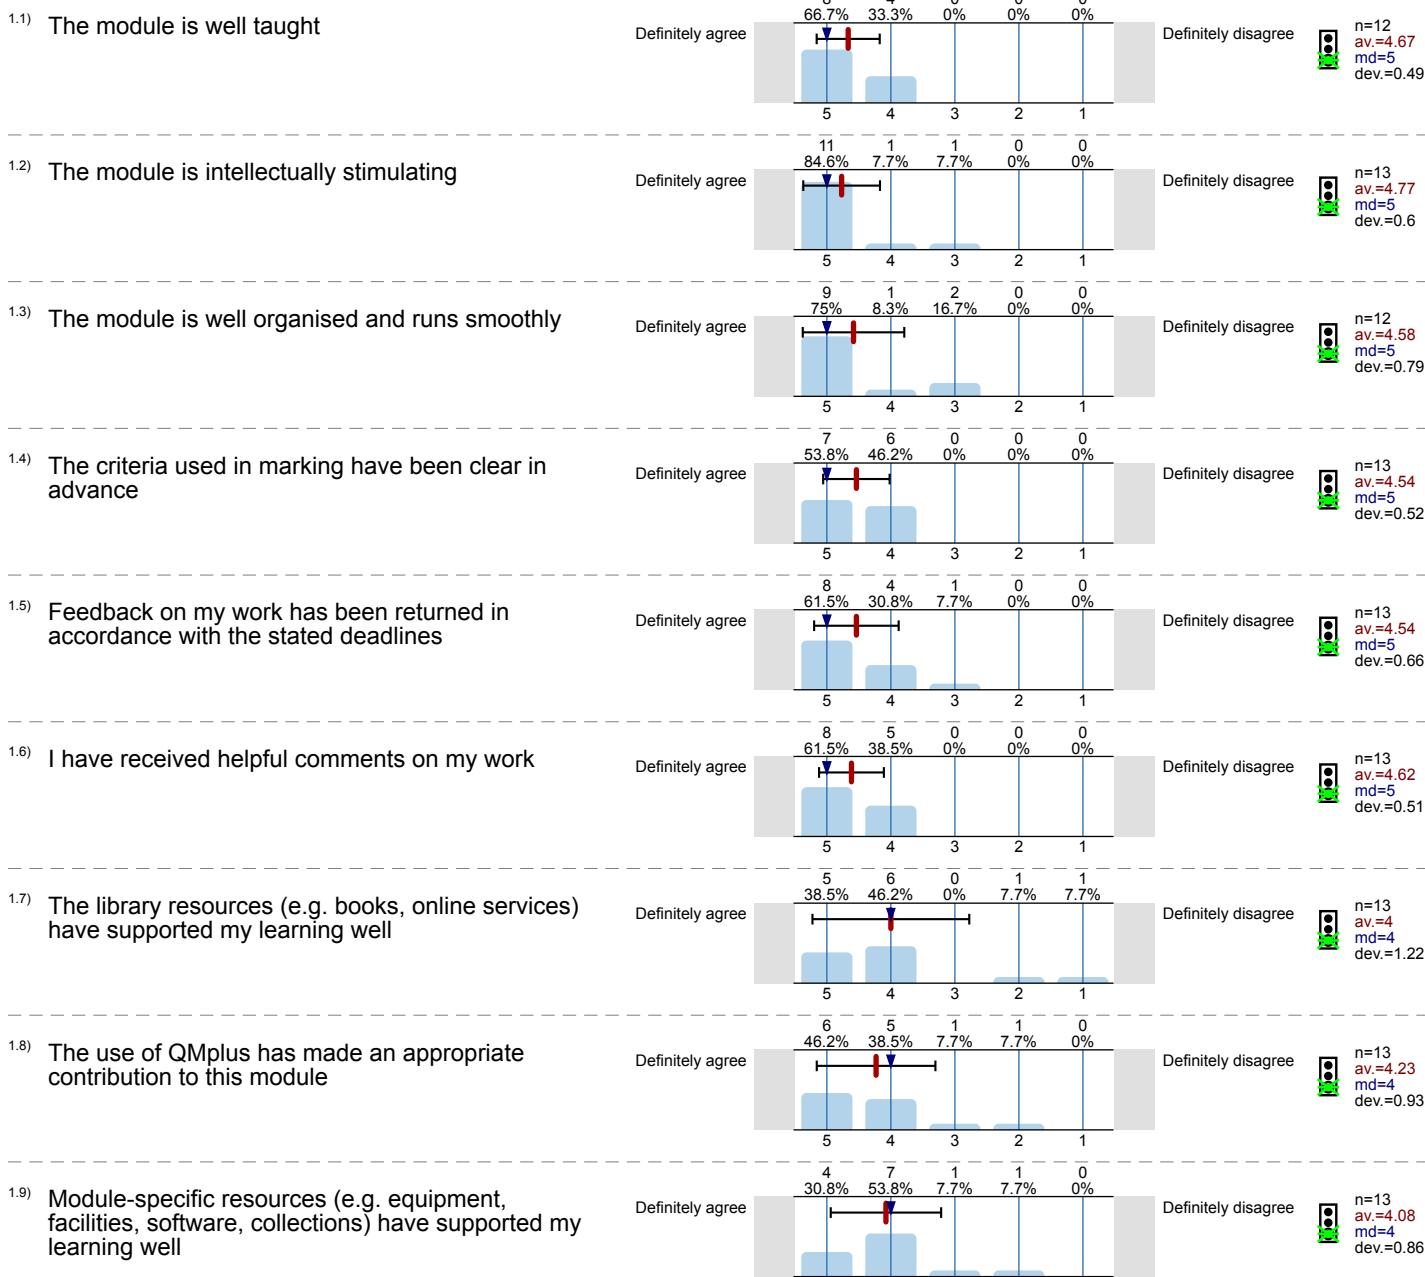 8 4 0 0 0
1.1) The module is well taught
66.7% 33.3% 0% 0% 0%
Definitely agree
Definitely disagree
n=12
av.=4.67
md=5
dev.=0.49
5 4 3 2 1
11 1 1 0 0
1.2) The module is intellectually stimulating
84.6% 7.7% 7.7% 0% 0%
Definitely agree
Definitely disagree
n=13
av.=4.77
md=5
dev.=0.6
5 4 3 2 1
9 1 2 0 0
1.3) The module is well organised and runs smoothly
75% 8.3% 16.7% 0% 0%
Definitely agree
Definitely disagree
n=12
av.=4.58
md=5
dev.=0.79
5 4 3 2 1
7 6 0 0 0
1.4) The criteria used in marking have been clear in
advance
53.8% 46.2% 0% 0% 0%
Definitely agree
Definitely disagree
n=13
av.=4.54
md=5
dev.=0.52
5 4 3 2 1
8 4 1 0 0
1.5) Feedback on my work has been returned in
accordance with the stated deadlines
61.5% 30.8% 7.7% 0% 0%
Definitely agree
Definitely disagree
n=13
av.=4.54
md=5
dev.=0.66
5 4 3 2 1
8 5 0 0 0
1.6) I have received helpful comments on my work
61.5% 38.5% 0% 0% 0%
Definitely agree
Definitely disagree
n=13
av.=4.62
md=5
dev.=0.51
5 4 3 2 1
5 6 0 1 1
1.7) The library resources (e.g. books, online services)
have supported my learning well
38.5% 46.2% 0% 7.7% 7.7%
Definitely agree
Definitely disagree
n=13
av.=4
md=4
dev.=1.22
5 4 3 2 1
6 5 1 1 0
1.8) The use of QMplus has made an appropriate
contribution to this module
46.2% 38.5% 7.7% 7.7% 0%
Definitely agree
Definitely disagree
n=13
av.=4.23
md=4
dev.=0.93
5 4 3 2 1
4 7 1 1 0
1.9) Module-specific resources (e.g. equipment,
facilities, software, collections) have supported my
learning well
30.8% 53.8% 7.7% 7.7% 0%
Definitely agree
Definitely disagree
n=13
av.=4.08
md=4
dev.=0.86